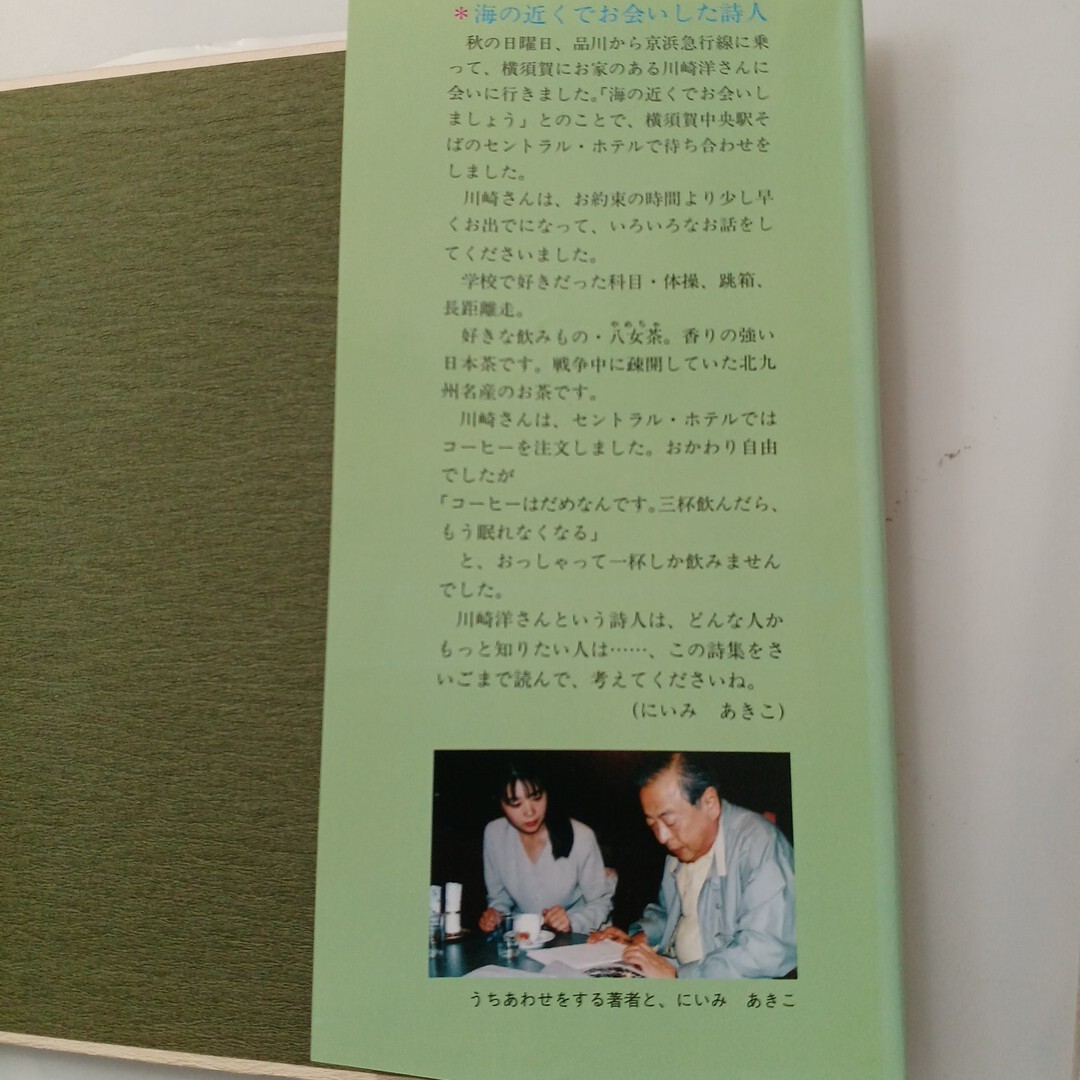 *海の近くでお会いした詩人
秋の日曜日、品川から京浜急行線に乗
って、横須賀にお家のある川崎洋さんに
会いに行きました。「海の近くでお会いし
ましょう」とのことで、横須賀中央駅そ
ばのセントラル・ホテルで待ち合わせを
しました。
川崎さんは、お約束の時間より少し早
くお出でになって、いろいろなお話をし
てくださいました。
学校で好きだった科目・体操、跳箱、
長距離走。
やめちゃ
好きな飲みもの・八女茶。香りの強い
日本茶です。戦争中に疎開していた北九
州名産のお茶です。
川崎さんは、セントラル・ホテルでは
コーヒーを注文しました。おかわり自由
でしたが
「コーヒーはだめなんです。三杯飲んだら、
もう眠れなくなる」
と、おっしゃって一杯しか飲みません
でした。
川崎洋さんという詩人は、どんな人か
もっと知りたい人は……、この詩集をさ
いごまで読んで、考えてくださいね。
(にいみ あきこ)
うちあわせをする著者と、にいみ あきこ